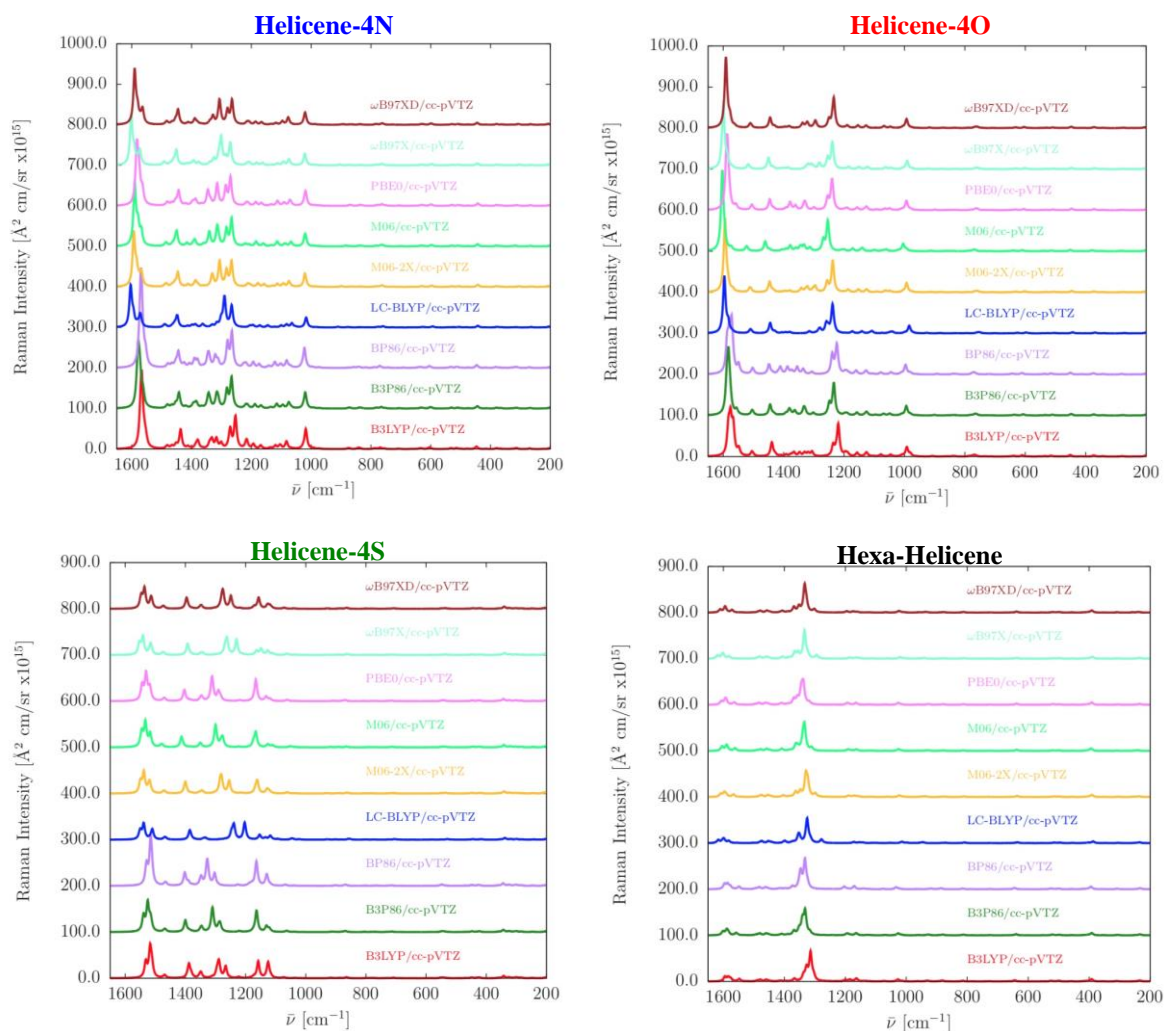 Helicene-4N
1000.0
900.0
800.0
700.0
600.0
500.0
400.0
300.0
200.0
100.0
0.0
Raman Intensity [Å² cm/sr x10¹⁵]
ωB97XD/cc-pVTZ
ωB97X/cc-pVTZ
PBE0/cc-pVTZ
M06/cc-pVTZ
M06-2X/cc-pVTZ
LC-BLYP/cc-pVTZ
BP86/cc-pVTZ
B3P86/cc-pVTZ
B3LYP/cc-pVTZ
1600 1400 1200 1000 800 600 400 200
ν̄ [cm⁻¹]
Helicene-4O
1000.0
900.0
800.0
700.0
600.0
500.0
400.0
300.0
200.0
100.0
0.0
Raman Intensity [Å² cm/sr x10¹⁵]
ωB97XD/cc-pVTZ
ωB97X/cc-pVTZ
PBE0/cc-pVTZ
M06/cc-pVTZ
M06-2X/cc-pVTZ
LC-BLYP/cc-pVTZ
BP86/cc-pVTZ
B3P86/cc-pVTZ
B3LYP/cc-pVTZ
1600 1400 1200 1000 800 600 400 200
ν̄ [cm⁻¹]
Helicene-4S
900.0
800.0
700.0
600.0
500.0
400.0
300.0
200.0
100.0
0.0
Raman Intensity [Å² cm/sr x10¹⁵]
ωB97XD/cc-pVTZ
ωB97X/cc-pVTZ
PBE0/cc-pVTZ
M06/cc-pVTZ
M06-2X/cc-pVTZ
LC-BLYP/cc-pVTZ
BP86/cc-pVTZ
B3P86/cc-pVTZ
B3LYP/cc-pVTZ
1600 1400 1200 1000 800 600 400 200
ν̄ [cm⁻¹]
Hexa-Helicene
900.0
800.0
700.0
600.0
500.0
400.0
300.0
200.0
100.0
0.0
Raman Intensity [Å² cm/sr x10¹⁵]
ωB97XD/cc-pVTZ
ωB97X/cc-pVTZ
PBE0/cc-pVTZ
M06/cc-pVTZ
M06-2X/cc-pVTZ
LC-BLYP/cc-pVTZ
BP86/cc-pVTZ
B3P86/cc-pVTZ
B3LYP/cc-pVTZ
1600 1400 1200 1000 800 600 400 200
ν̄ [cm⁻¹]